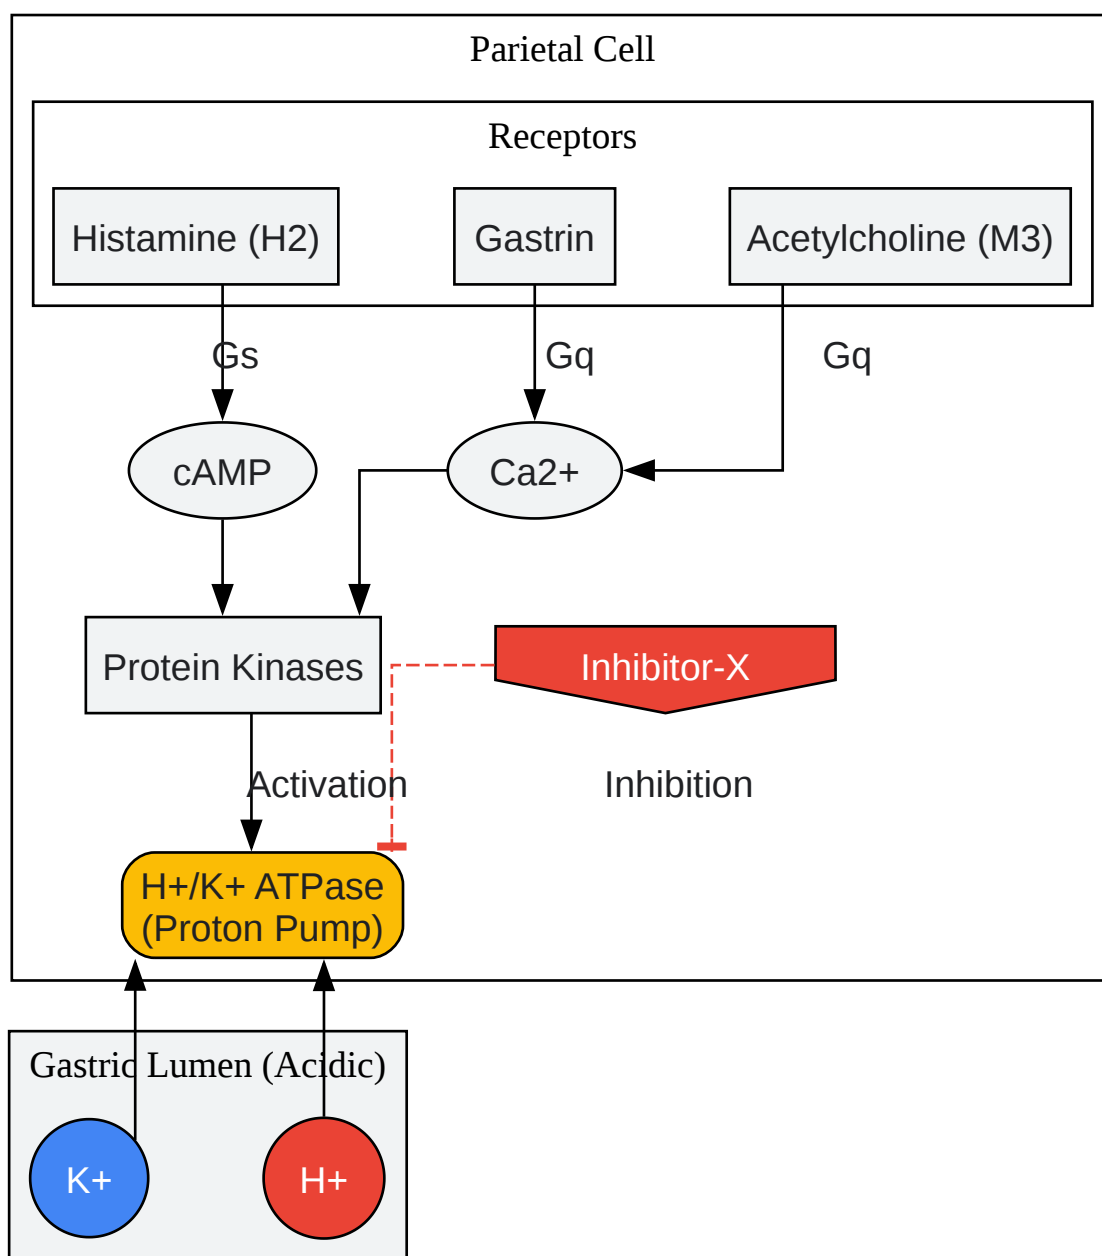 Parietal Cell
Receptors
Histamine (H2)
Gastrin
Acetylcholine (M3)
Gs
Gq
Gq
cAMP
Ca2+
Protein Kinases
Inhibitor-X
Activation
Inhibition
H+/K+ ATPase
(Proton Pump)
Gastric Lumen (Acidic)
K+
H+